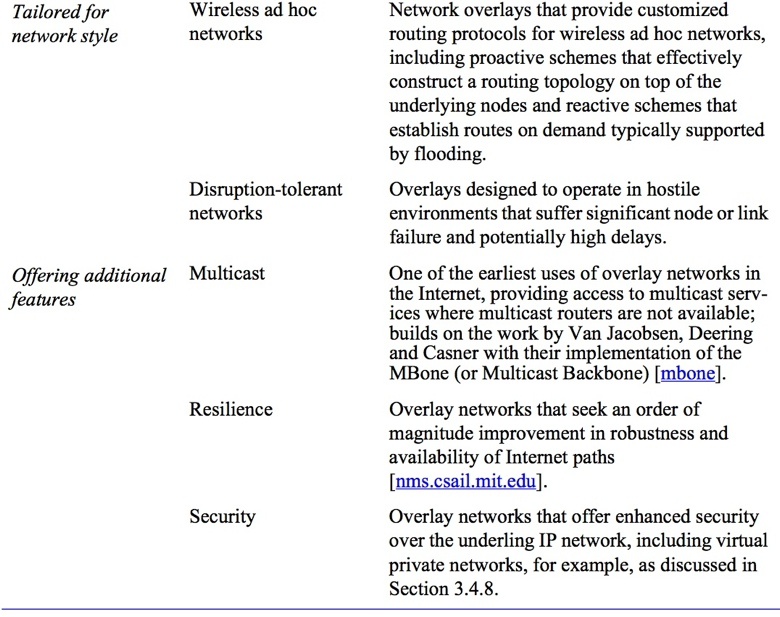 Tailored for
network style
Wireless ad hoc
networks
Network overlays that provide customized
routing protocols for wireless ad hoc networks,
including proactive schemes that effectively
construct a routing topology on top of the
underlying nodes and reactive schemes that
establish routes on demand typically supported
by flooding.
Disruption-tolerant
networks
Overlays designed to operate in hostile
environments that suffer significant node or link
failure and potentially high delays.
Offering additional
features
Multicast
One of the earliest uses of overlay networks in
the Internet, providing access to multicast serv-
ices where multicast routers are not available;
builds on the work by Van Jacobsen, Deering
and Casner with their implementation of the
MBone (or Multicast Backbone) [mbone].
Resilience
Overlay networks that seek an order of
magnitude improvement in robustness and
availability of Internet paths
[nms.csail.mit.edu].
Security
Overlay networks that offer enhanced security
over the underling IP network, including virtual
private networks, for example, as discussed in
Section 3.4.8.